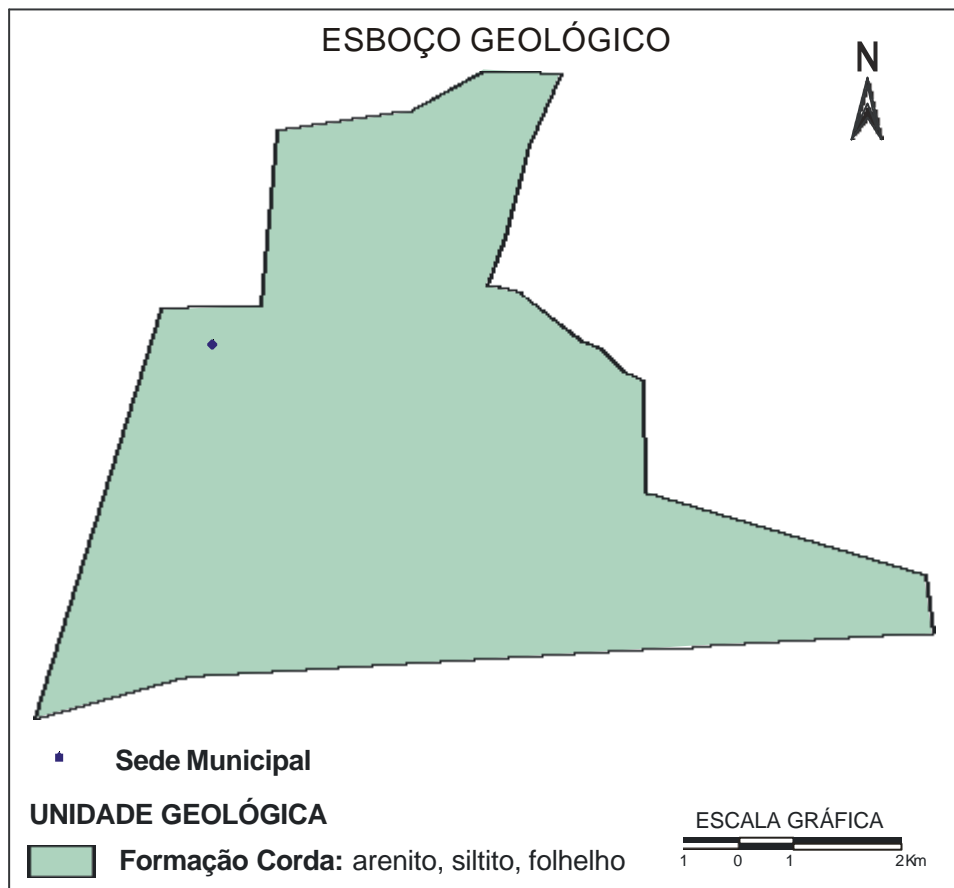 ESBOÇO GEOLÓGICO
N
Sede Municipal
UNIDADE GEOLÓGICA
Formação Corda: arenito, siltito, folhelho
ESCALA GRÁFICA
1 0 1 2Km